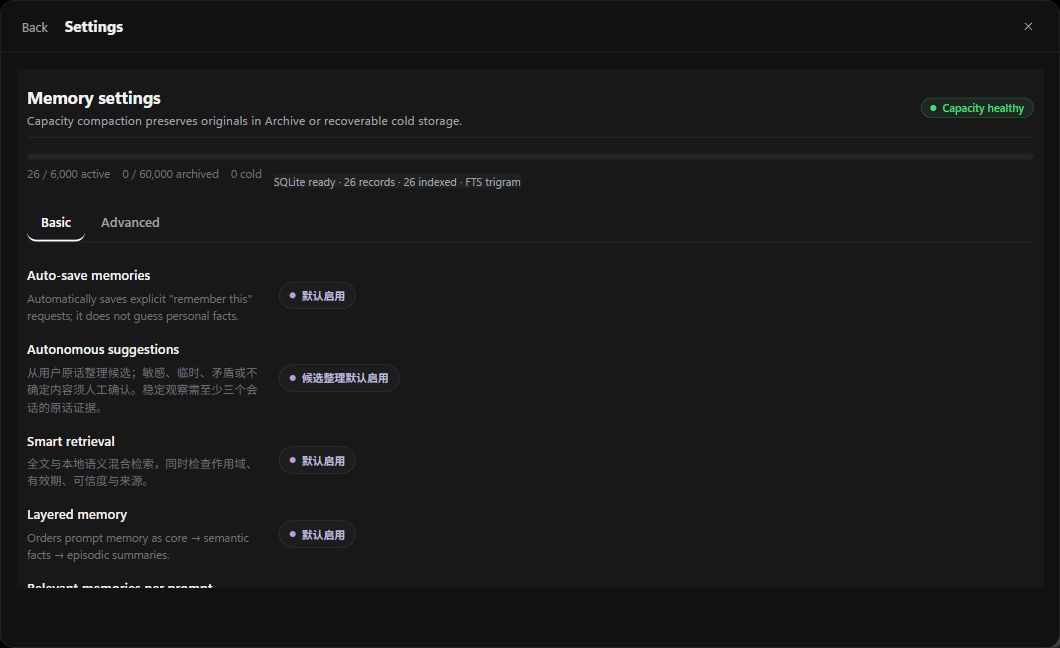 Back Settings ×
Memory settings
Capacity compaction preserves originals in Archive or recoverable cold storage.
Capacity healthy
26 / 6,000 active 0 / 60,000 archived 0 cold
SQLite ready · 26 records · 26 indexed · FTS trigram
Basic Advanced
Auto-save memories
Automatically saves explicit "remember this"
requests; it does not guess personal facts.
默认启用
Autonomous suggestions
从用户原话整理候选；敏感、临时、矛盾或不
确定内容须人工确认。稳定观察需至少三个会
话的原话证据。
候选整理默认启用
Smart retrieval
全文与本地语义混合检索，同时检查作用域、
有效期、可信度与来源。
默认启用
Layered memory
Orders prompt memory as core → semantic
facts → episodic summaries.
默认启用
Relevant memories per prompt